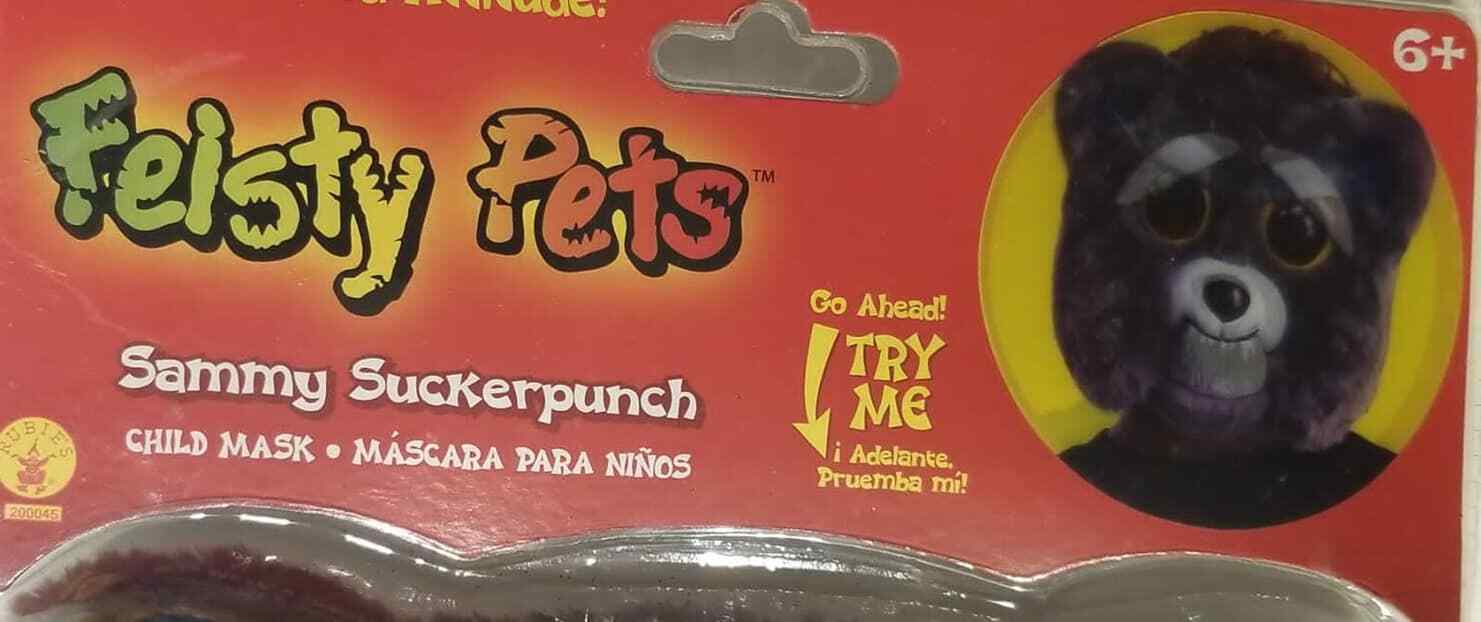 Attitude!
6+
Feisty Pets™
Go Ahead!
TRY
ME
¡ Adelante,
Pruemba mí!
Sammy Suckerpunch
CHILD MASK • MÁSCARA PARA NIÑOS
RUBIE'S
200045